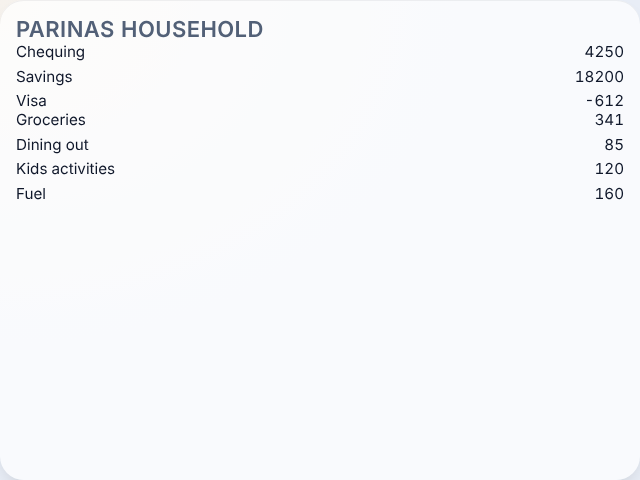 PARINAS HOUSEHOLD
Chequing 4250
Savings 18200
Visa -612
Groceries 341
Dining out 85
Kids activities 120
Fuel 160